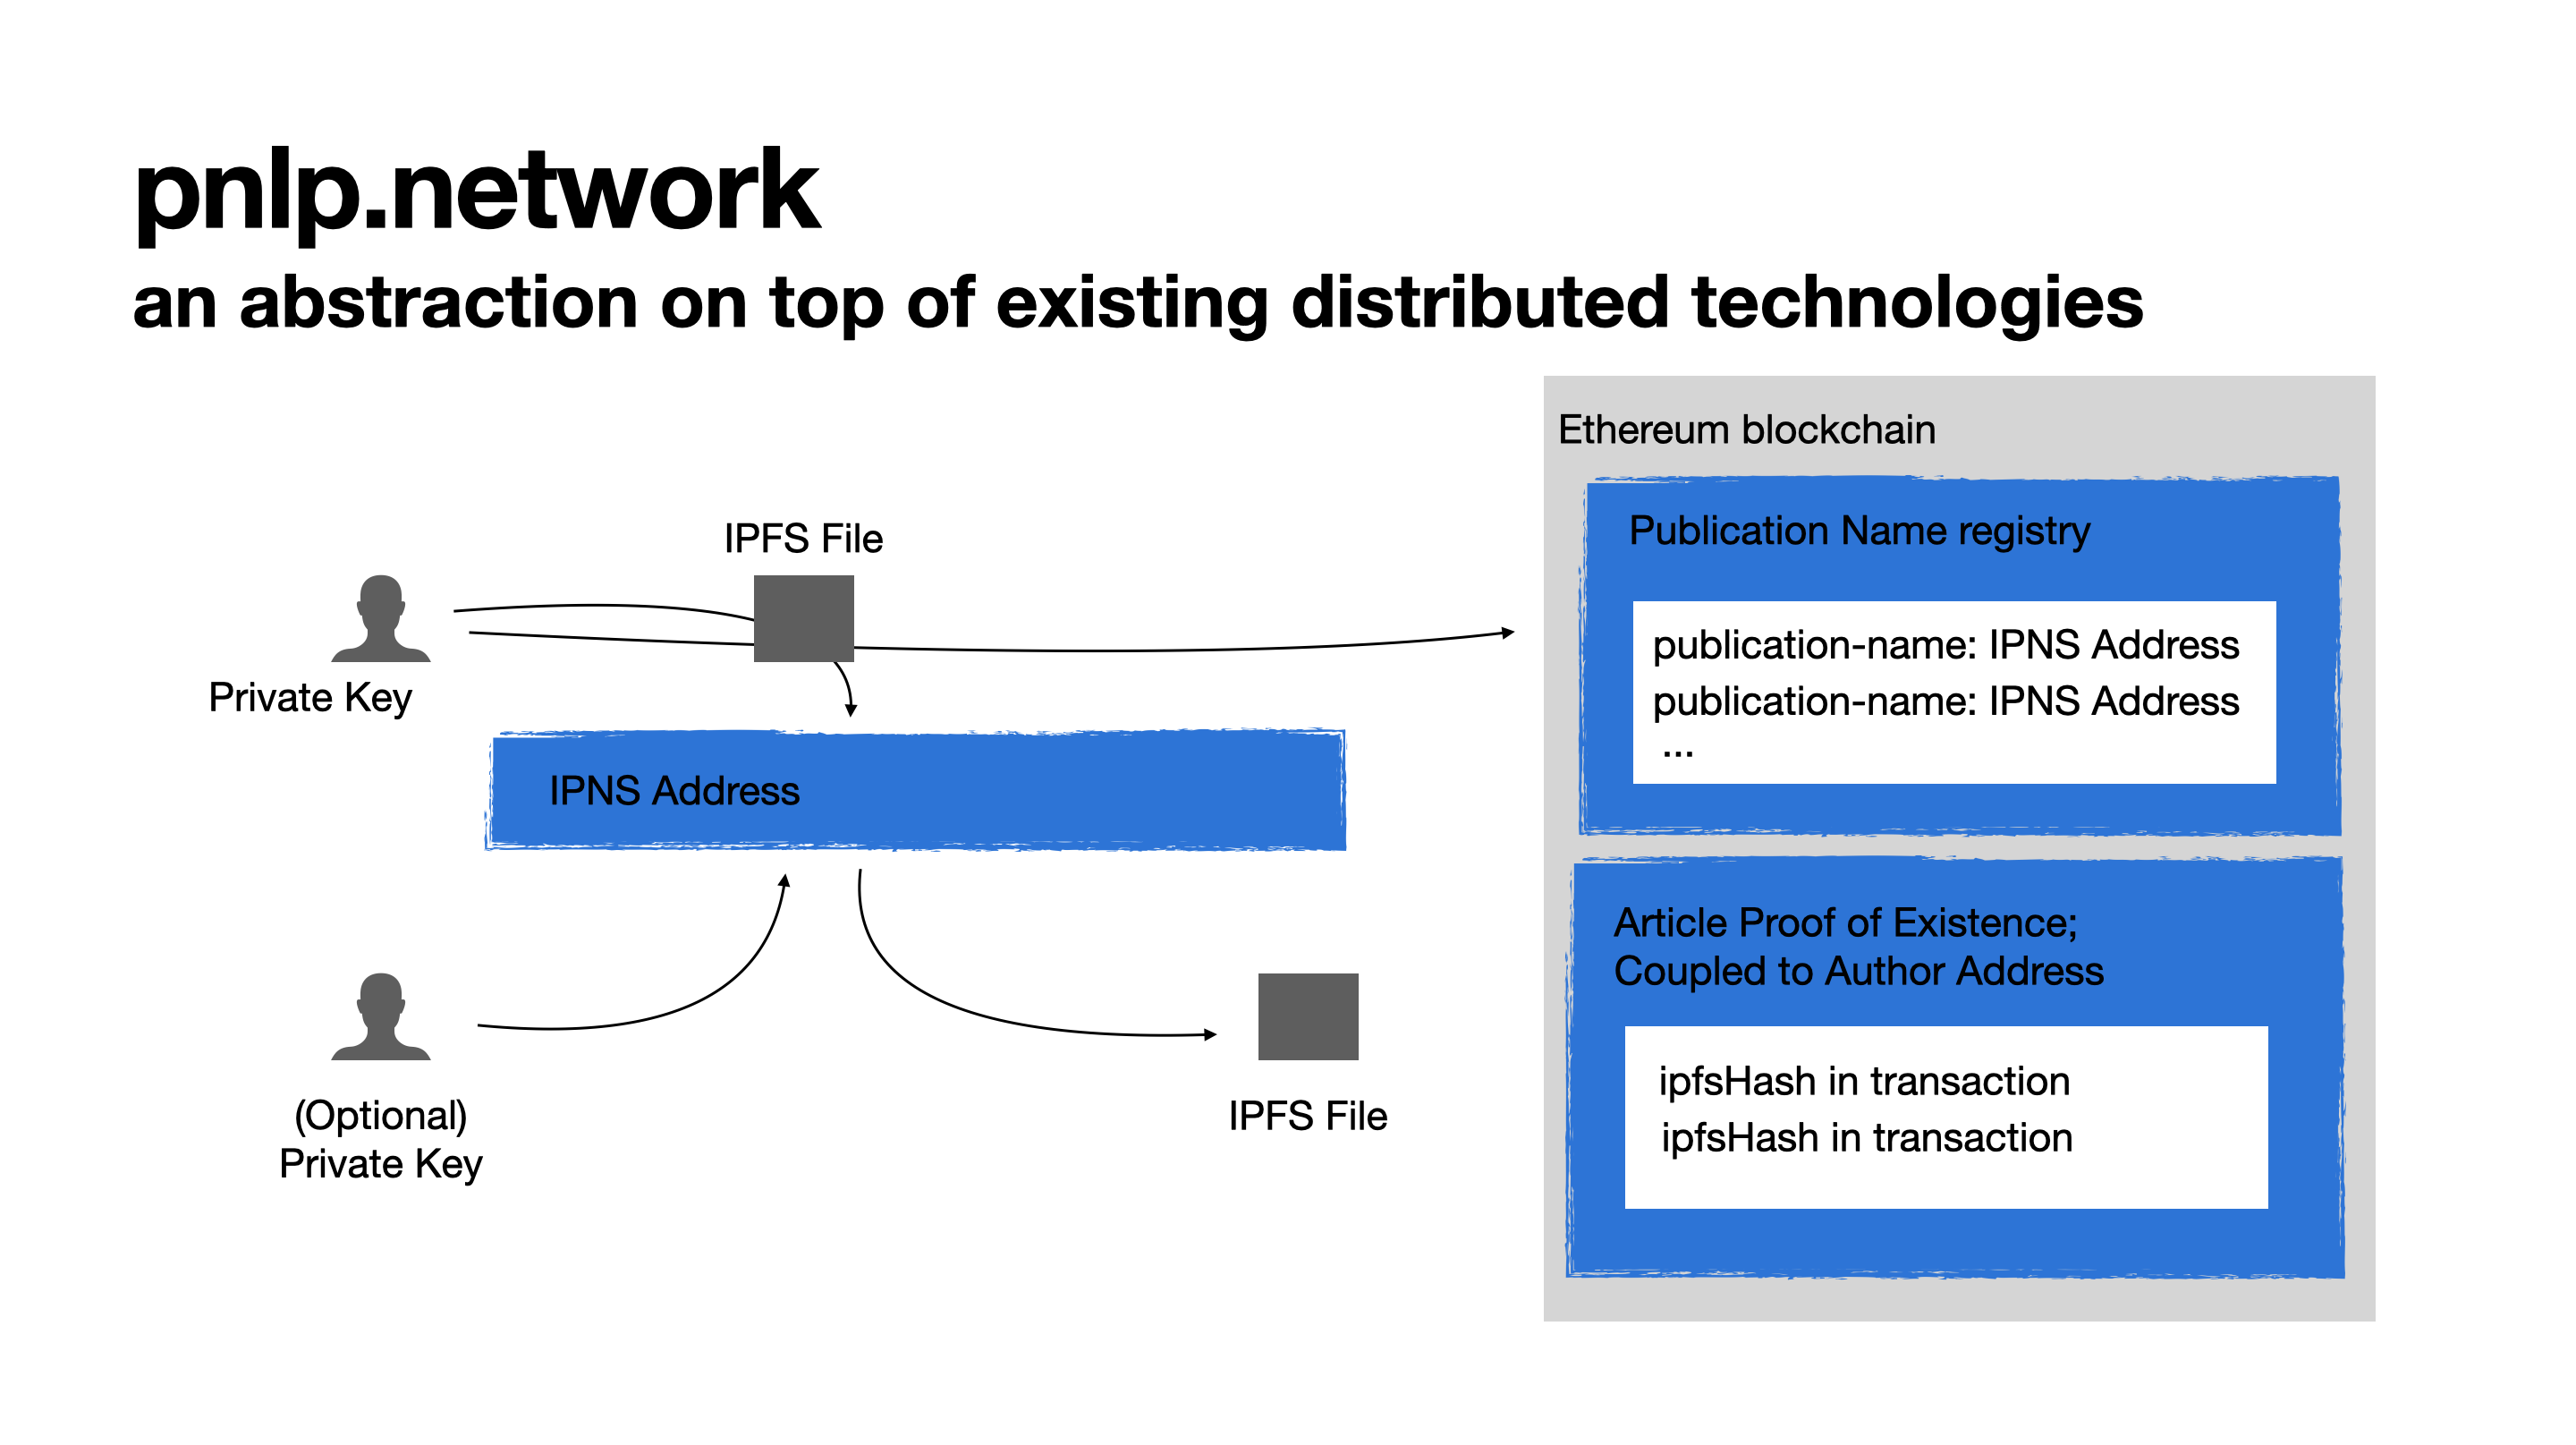 pnlp.network
an abstraction on top of existing distributed technologies
IPFS File
Private Key
IPNS Address
(Optional)
Private Key
IPFS File
Ethereum blockchain
Publication Name registry
publication-name: IPNS Address
publication-name: IPNS Address
...
Article Proof of Existence;
Coupled to Author Address
ipfsHash in transaction
ipfsHash in transaction